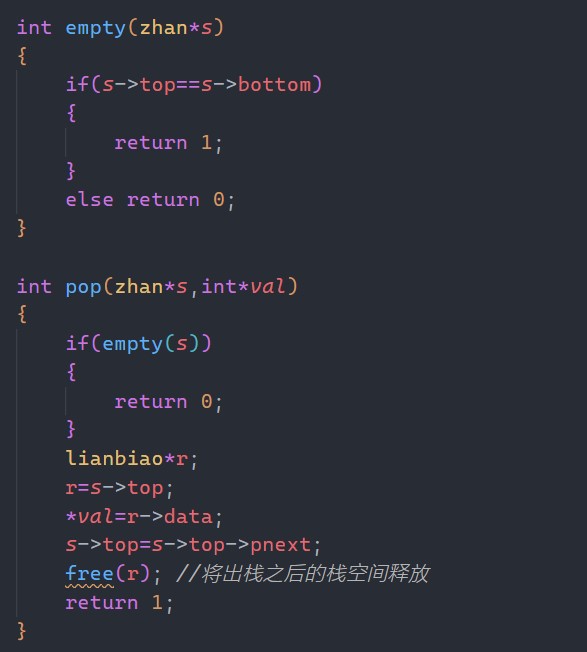 int empty(zhan*s)
{
    if(s->top==s->bottom)
    {
        return 1;
    }
    else return 0;
}

int pop(zhan*s,int*val)
{
    if(empty(s))
    {
        return 0;
    }
    lianbiao*r;
    r=s->top;
    *val=r->data;
    s->top=s->top->pnext;
    free(r); //将出栈之后的栈空间释放
    return 1;
}